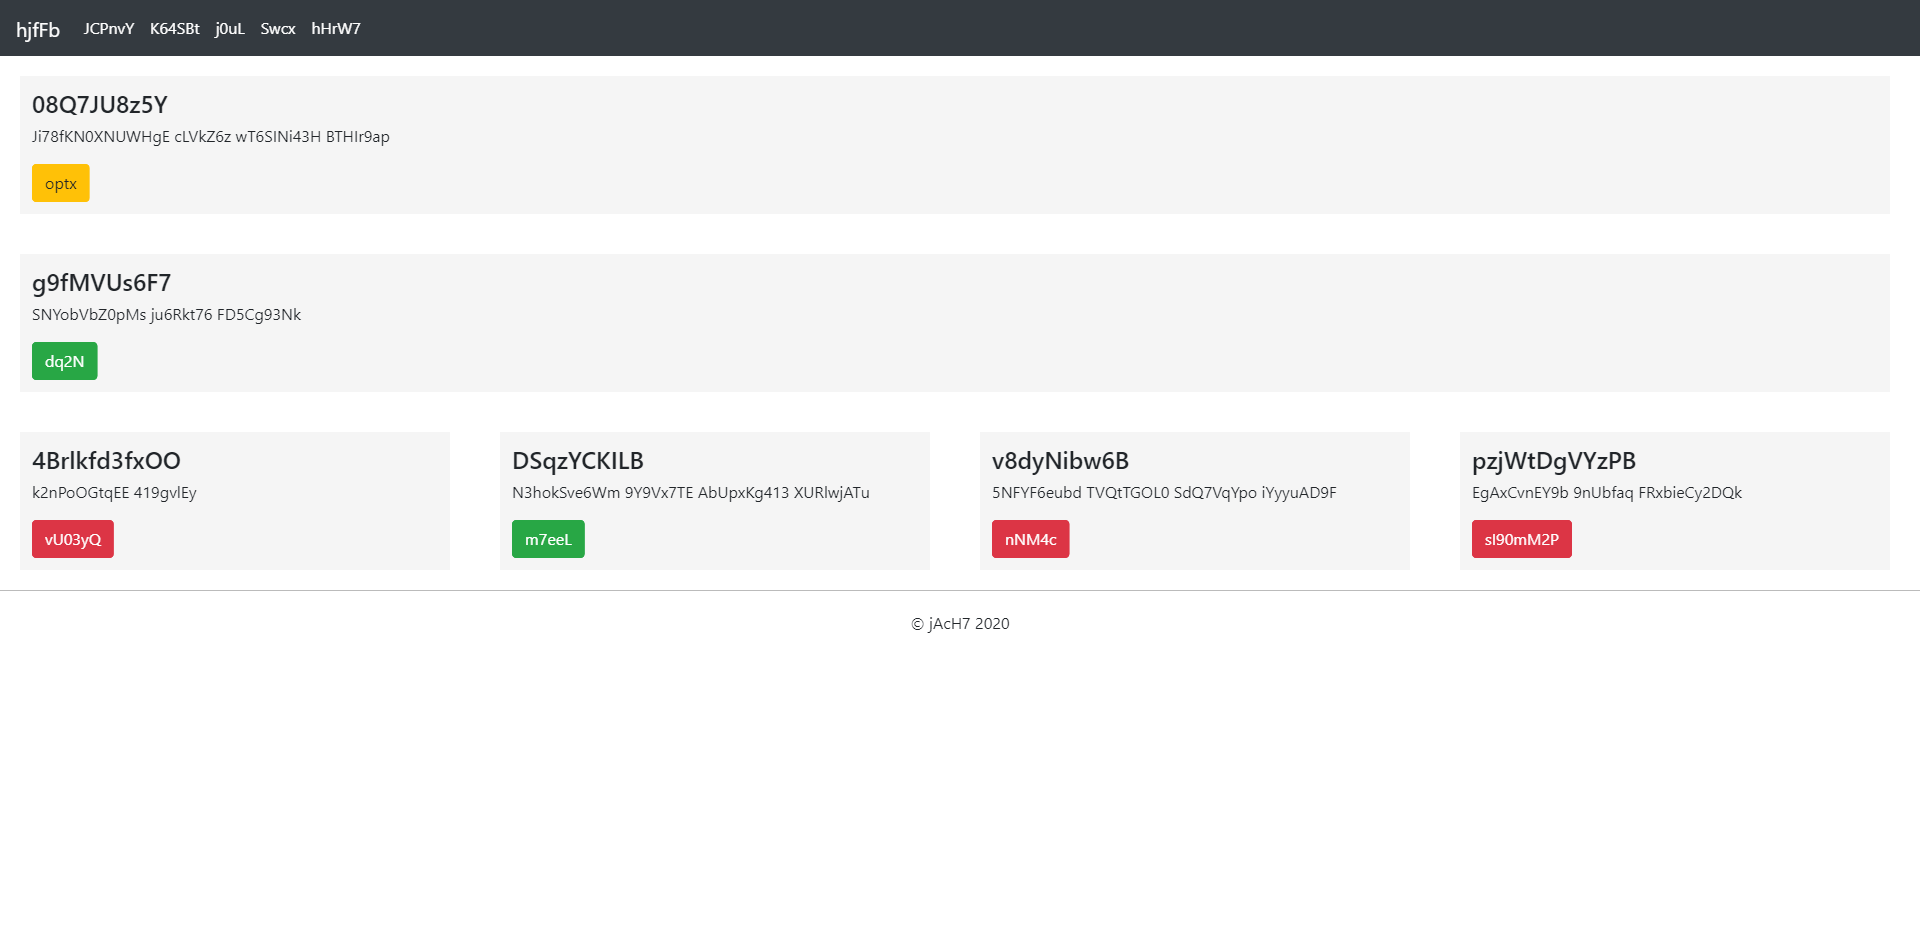 hjfFb JCPnvY K64SBt j0uL Swcx hHrW7
08Q7JU8z5Y
Ji78fKN0XNUWHgE cLVkZ6z wT6SINi43H BTHIr9ap
optx
g9fMVUs6F7
SNYobVbZ0pMs ju6Rkt76 FD5Cg93Nk
dq2N
4Brlkfd3fxOO
k2nPoOGtqEE 419gvlEy
vU03yQ
DSqzYCKILB
N3hokSve6Wm 9Y9Vx7TE AbUpxKg413 XURlwjATu
m7eeL
v8dyNibw6B
5NFYF6eubd TVQtTGOL0 SdQ7VqYpo iYyyuAD9F
nNM4c
pzjWtDgVYzPB
EgAxCvnEY9b 9nUbfaq FRxbieCy2DQk
sl90mM2P
© jAcH7 2020